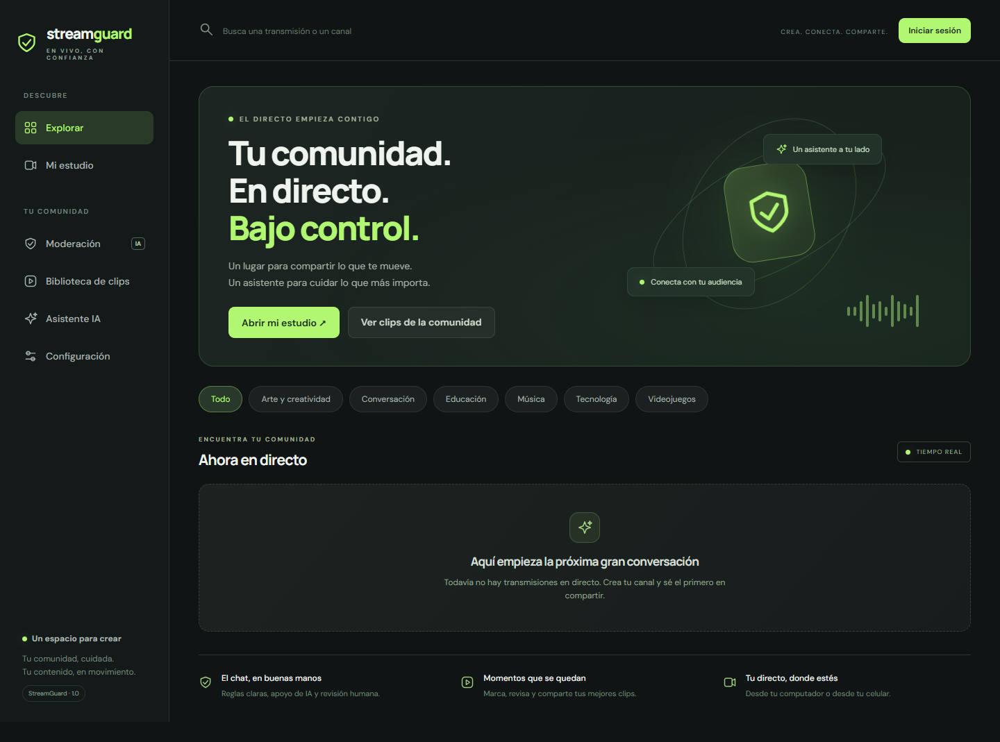 streamguard
EN VIVO, CON
CONFIANZA
DESCUBRE
Explorar
Mi estudio
TU COMUNIDAD
Moderación IA
Biblioteca de clips
Asistente IA
Configuración
Un espacio para crear
Tu comunidad, cuidada.
Tu contenido, en movimiento.
StreamGuard · 1.0
Busca una transmisión o un canal
CREA. CONECTA. COMPARTE.
Iniciar sesión
EL DIRECTO EMPIEZA CONTIGO
Tu comunidad.
En directo.
Bajo control.
Un lugar para compartir lo que te mueve.
Un asistente para cuidar lo que más importa.
Abrir mi estudio ↗
Ver clips de la comunidad
Un asistente a tu lado
Conecta con tu audiencia
Todo
Arte y creatividad
Conversación
Educación
Música
Tecnología
Videojuegos
ENCUENTRA TU COMUNIDAD
Ahora en directo
TIEMPO REAL
Aquí empieza la próxima gran conversación
Todavía no hay transmisiones en directo. Crea tu canal y sé el primero en
compartir.
El chat, en buenas manos
Reglas claras, apoyo de IA y revisión humana.
Momentos que se quedan
Marca, revisa y comparte tus mejores clips.
Tu directo, donde estés
Desde tu computador o desde tu celular.